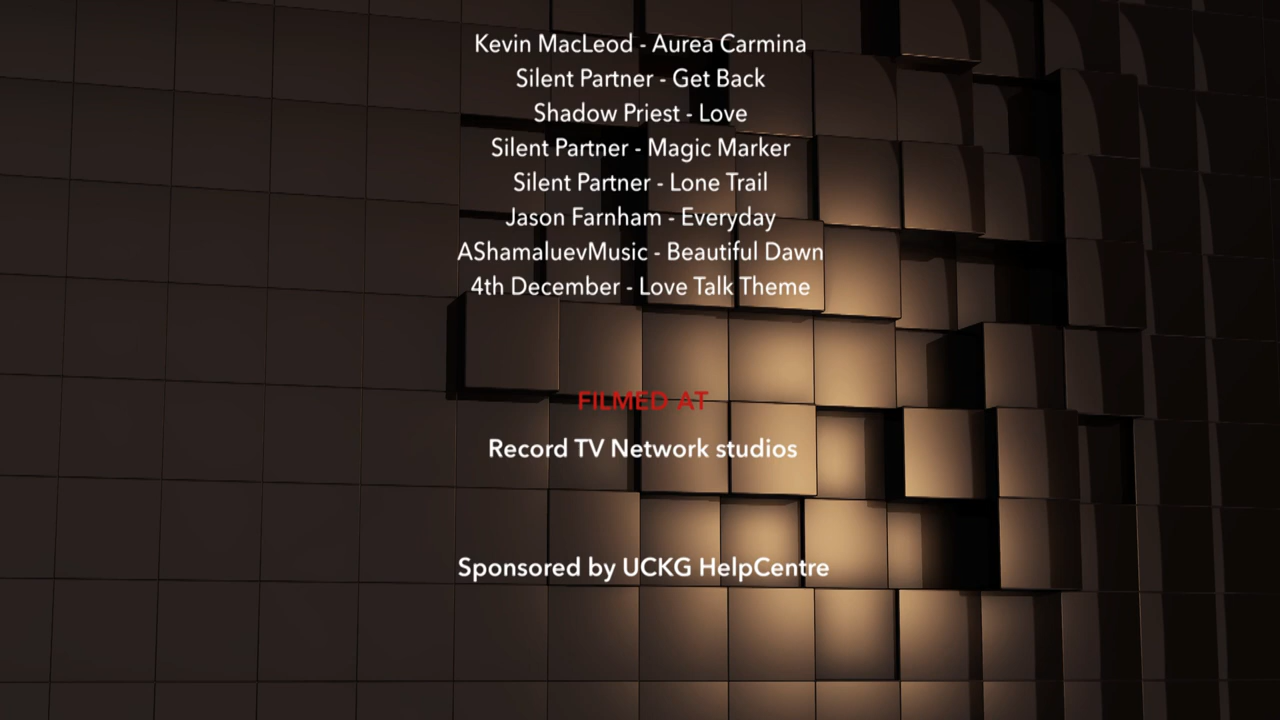 Kevin MacLeod - Aurea Carmina
Silent Partner - Get Back
Shadow Priest - Love
Silent Partner - Magic Marker
Silent Partner - Lone Trail
Jason Farnham - Everyday
AShamaluevMusic - Beautiful Dawn
4th December - Love Talk Theme
FILMED AT
Record TV Network studios
Sponsored by UCKG HelpCentre